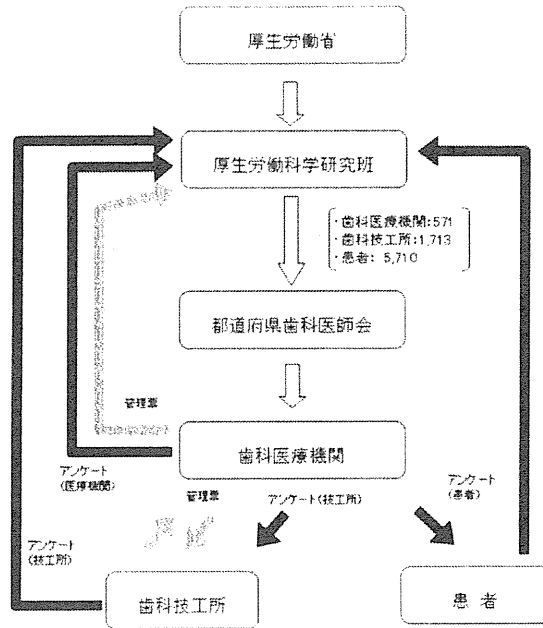 厚生労働省
厚生労働科学研究班
・歯科医療機関:571
・歯科技工所:1,713
・患者: 5,710
都道府県歯科医師会
管理票
歯科医療機関
アンケート
(医療機関)
管理票
アンケート(技工所)
アンケート
(患者)
アンケート
(技工所)
歯科技工所
患 者